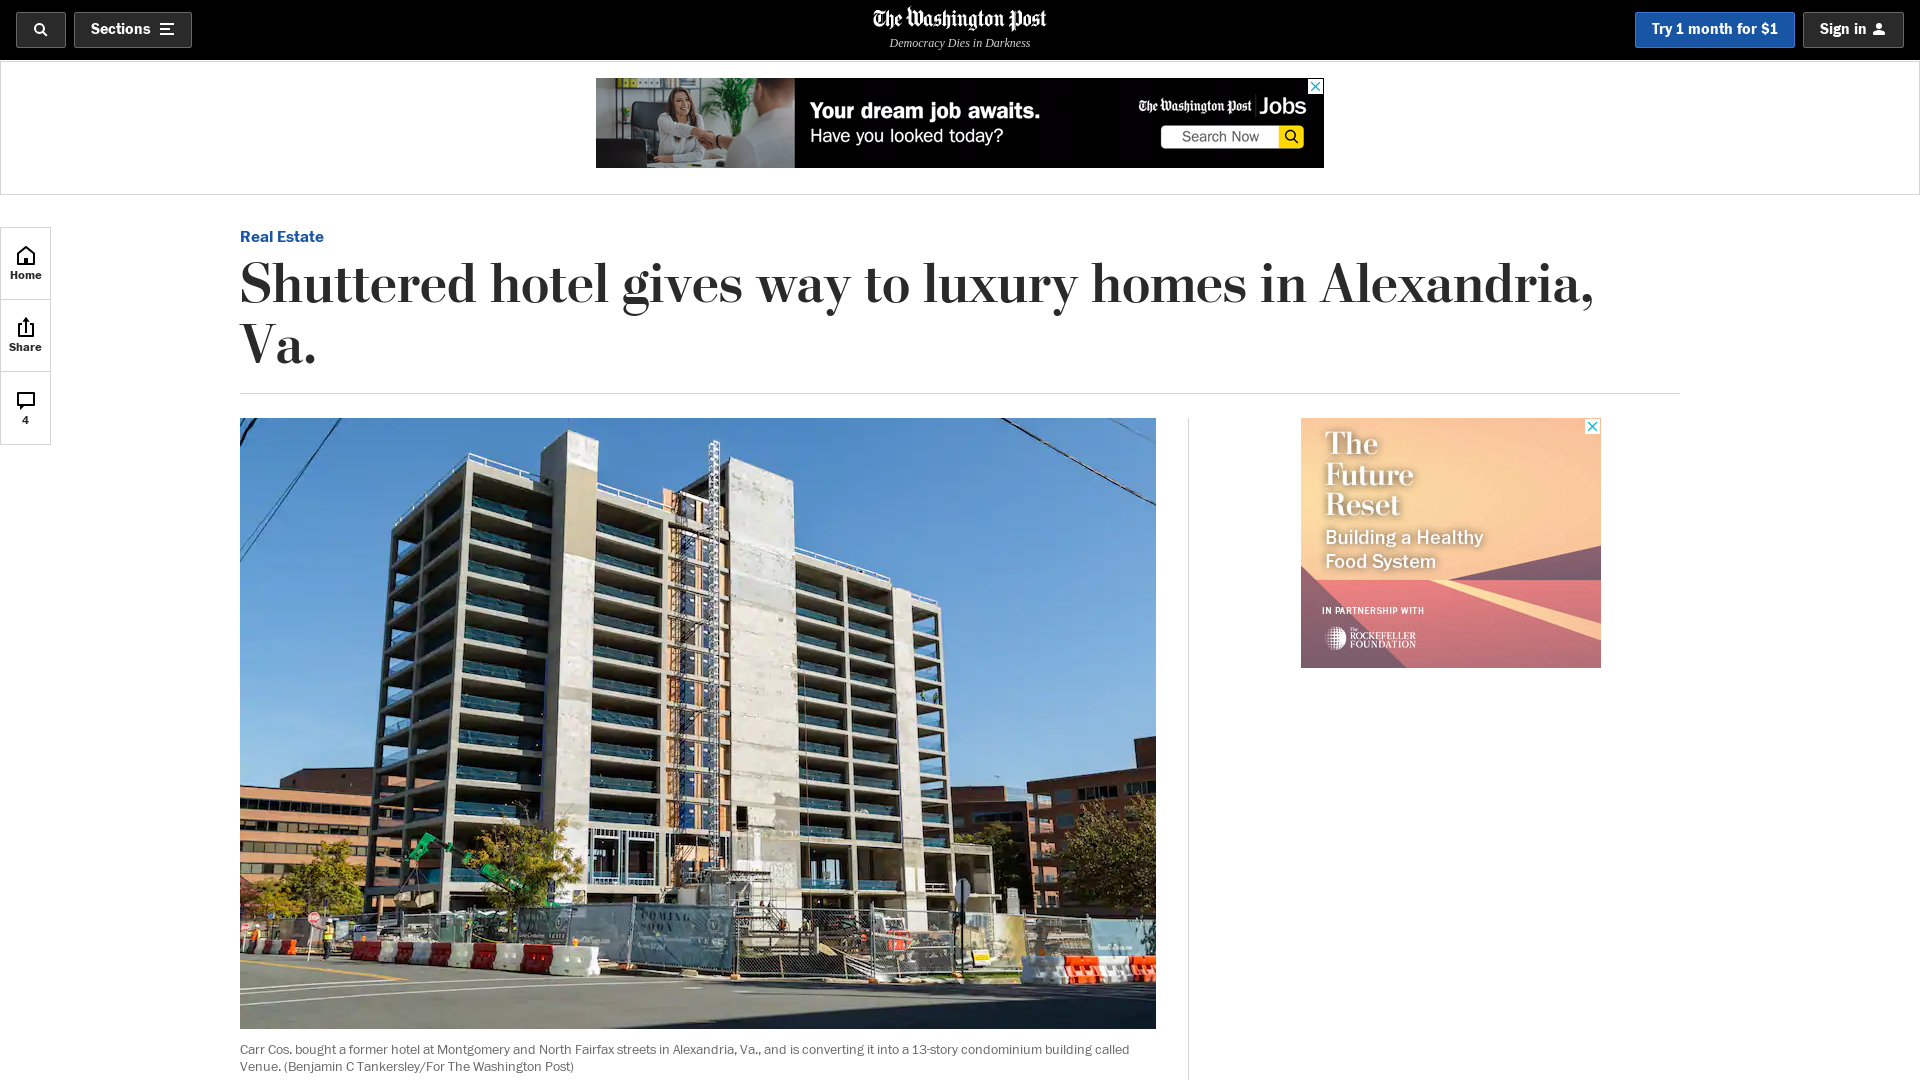 Sections
The Washington Post
Democracy Dies in Darkness
Try 1 month for $1
Sign in
Your dream job awaits.
Have you looked today?
The Washington Post Jobs
Search Now
Home
Share
4
Real Estate
Shuttered hotel gives way to luxury homes in Alexandria,
Va.
COMING
The
Future
Reset
Building a Healthy
Food System
IN PARTNERSHIP WITH
The
ROCKEFELLER
FOUNDATION
Carr Cos. bought a former hotel at Montgomery and North Fairfax streets in Alexandria, Va., and is converting it into a 13-story condominium building called
Venue. (Benjamin C Tankersley/For The Washington Post)